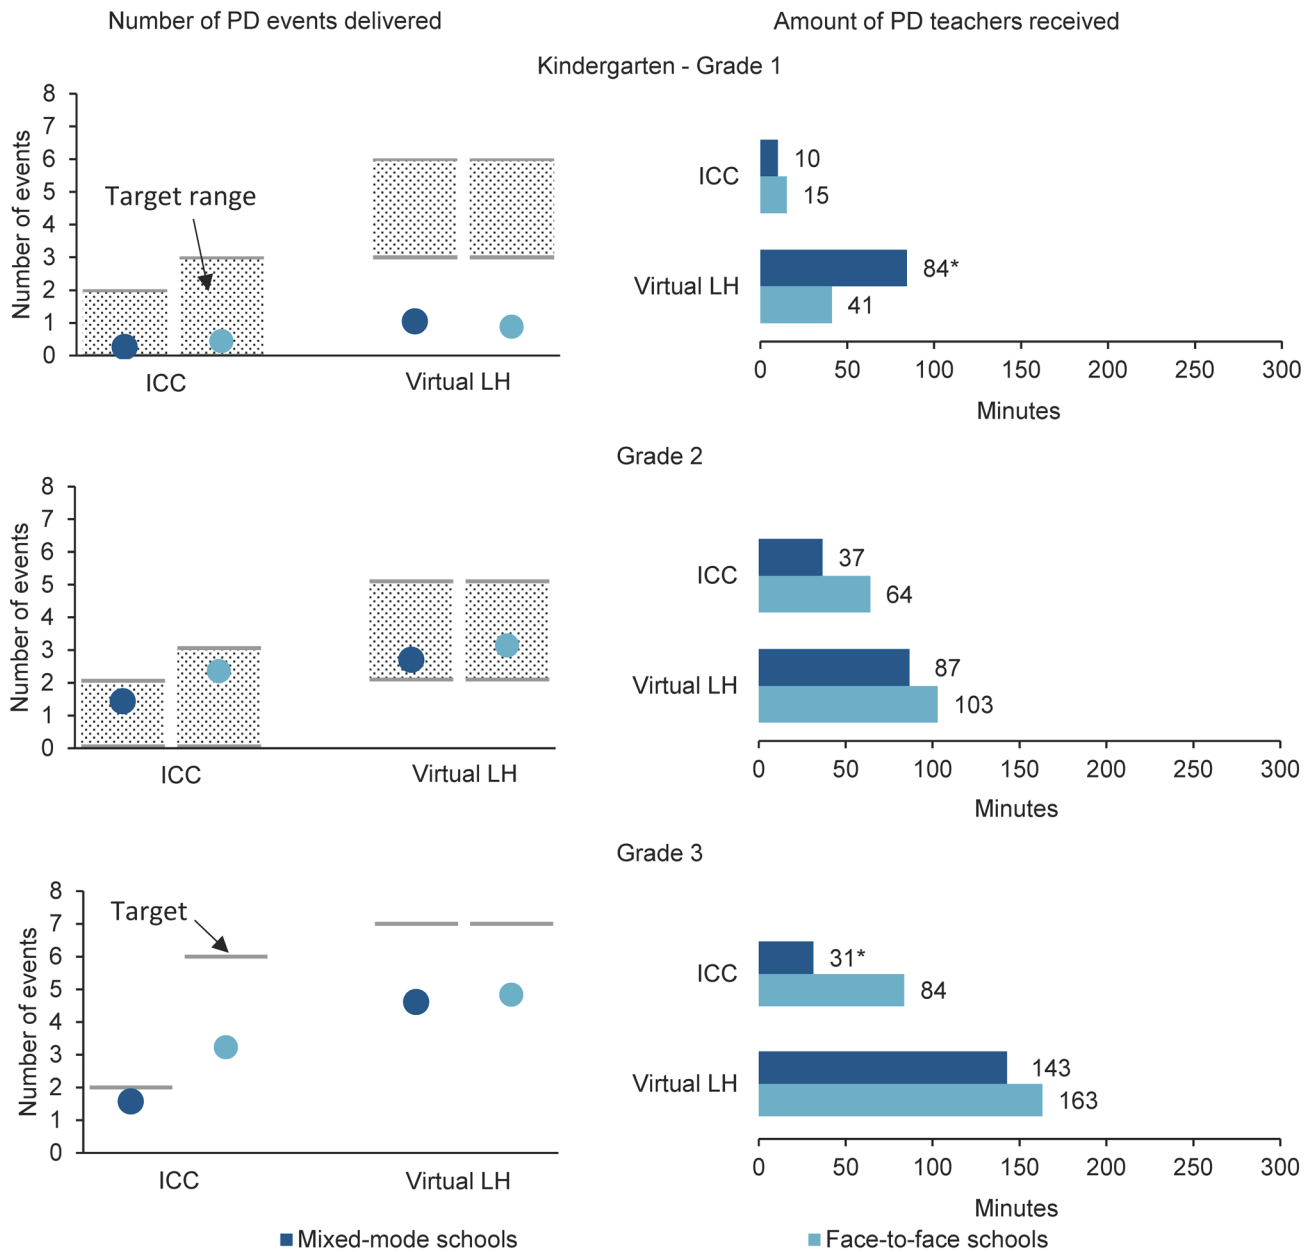 Number of PD events delivered
Amount of PD teachers received
Kindergarten - Grade 1
Number of events
8
7
6
5
4
3
2
1
0
Target range
ICC
Virtual LH
ICC
10
15
Virtual LH
84*
41
0 50 100 150 200 250 300
Minutes
Grade 2
Number of events
8
7
6
5
4
3
2
1
0
ICC
Virtual LH
ICC
37
64
Virtual LH
87
103
0 50 100 150 200 250 300
Minutes
Grade 3
Number of events
8
7
6
5
4
3
2
1
0
Target
ICC
Virtual LH
ICC
31*
84
Virtual LH
143
163
0 50 100 150 200 250 300
Minutes
Mixed-mode schools
Face-to-face schools